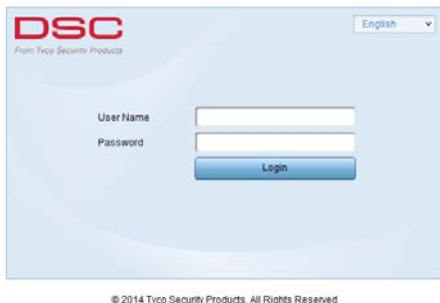 DSC
English
From Tyco Security Products
User Name
Password
Login
© 2014 Tyco Security Products. All Rights Reserved